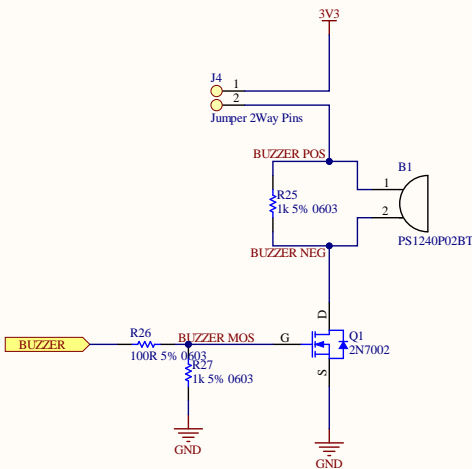 3V3
J4
1
2
Jumper 2Way Pins
BUZZER POS
B1
1
R25
1k 5% 0603
2
PS1240P02BT
BUZZER NEG
D
Q1
R26
BUZZER MOS
G
2N7002
BUZZER
100R 5% 0603
R27
1k 5% 0603
S
GND
GND